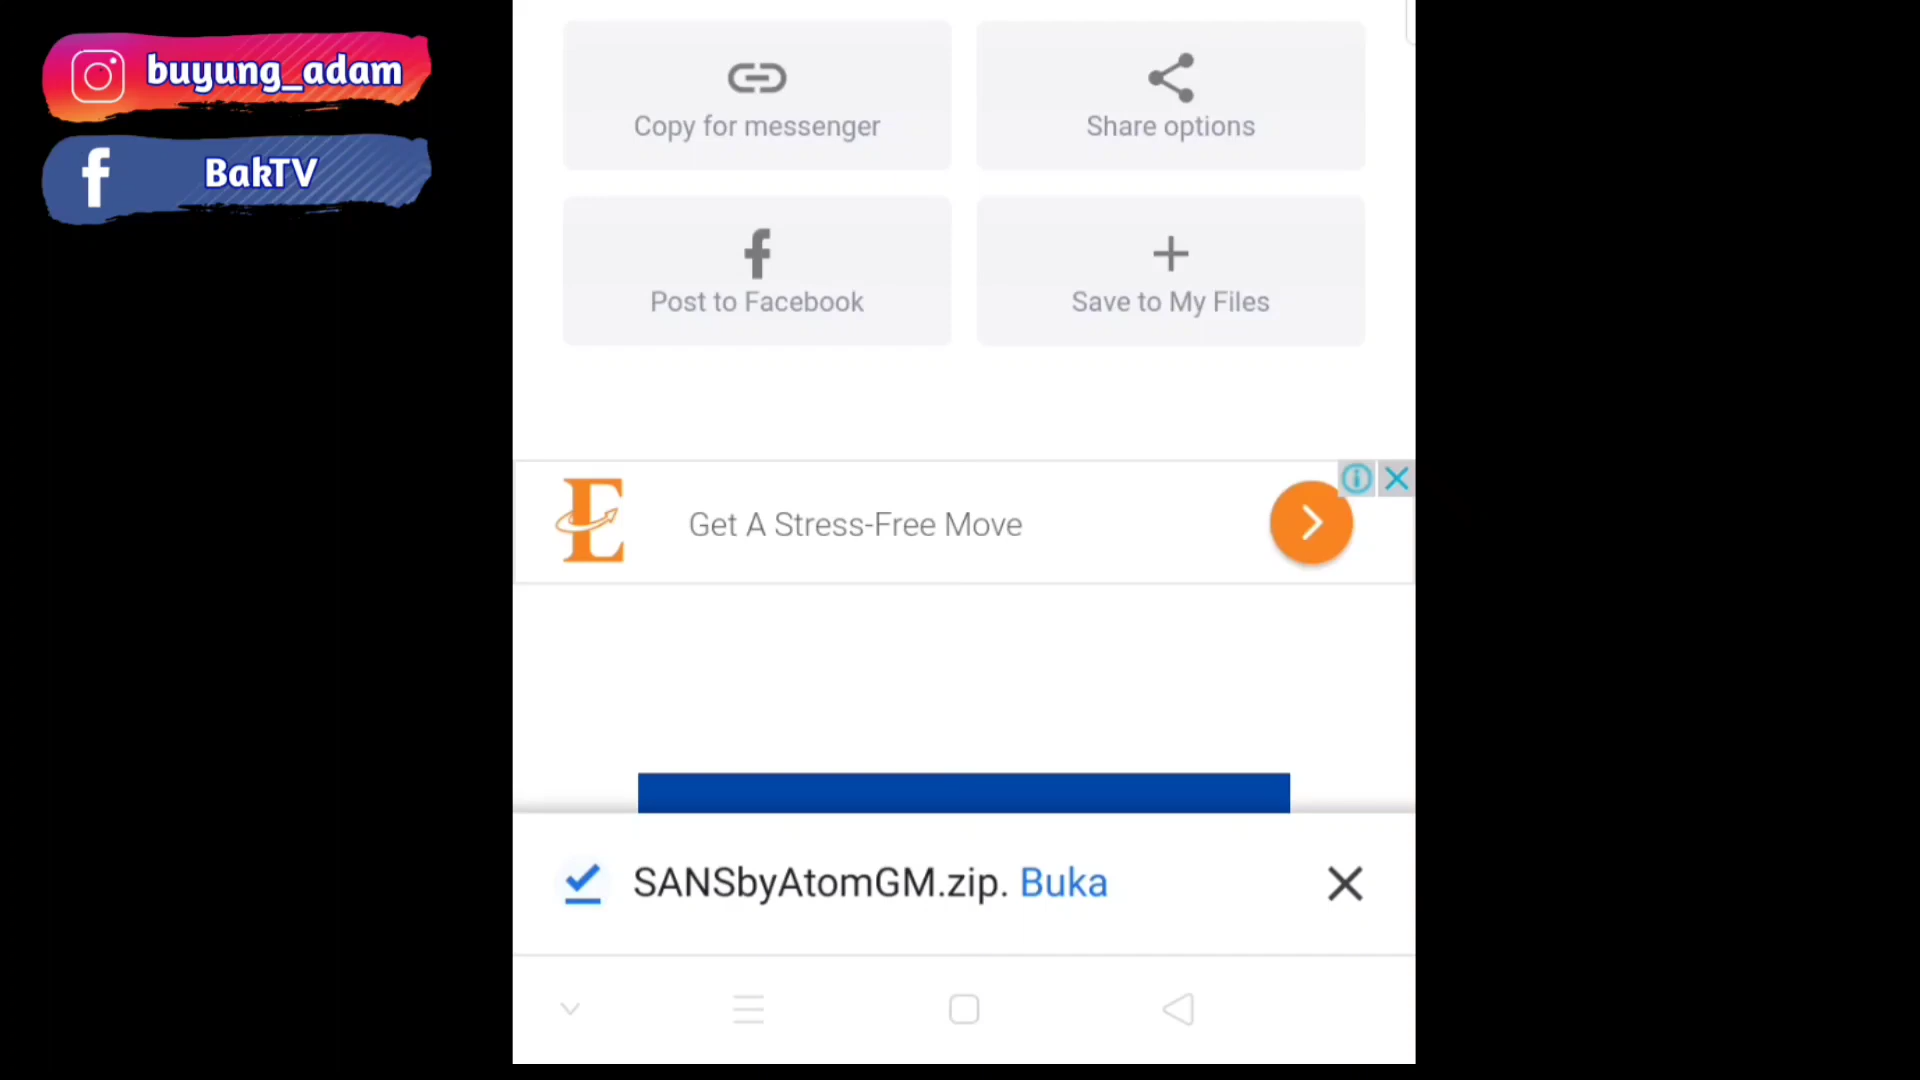 buyung_adam
BakTV
Copy for messenger
Share options
Post to Facebook
Save to My Files
Get A Stress-Free Move
SANSbyAtomGM.zip. Buka